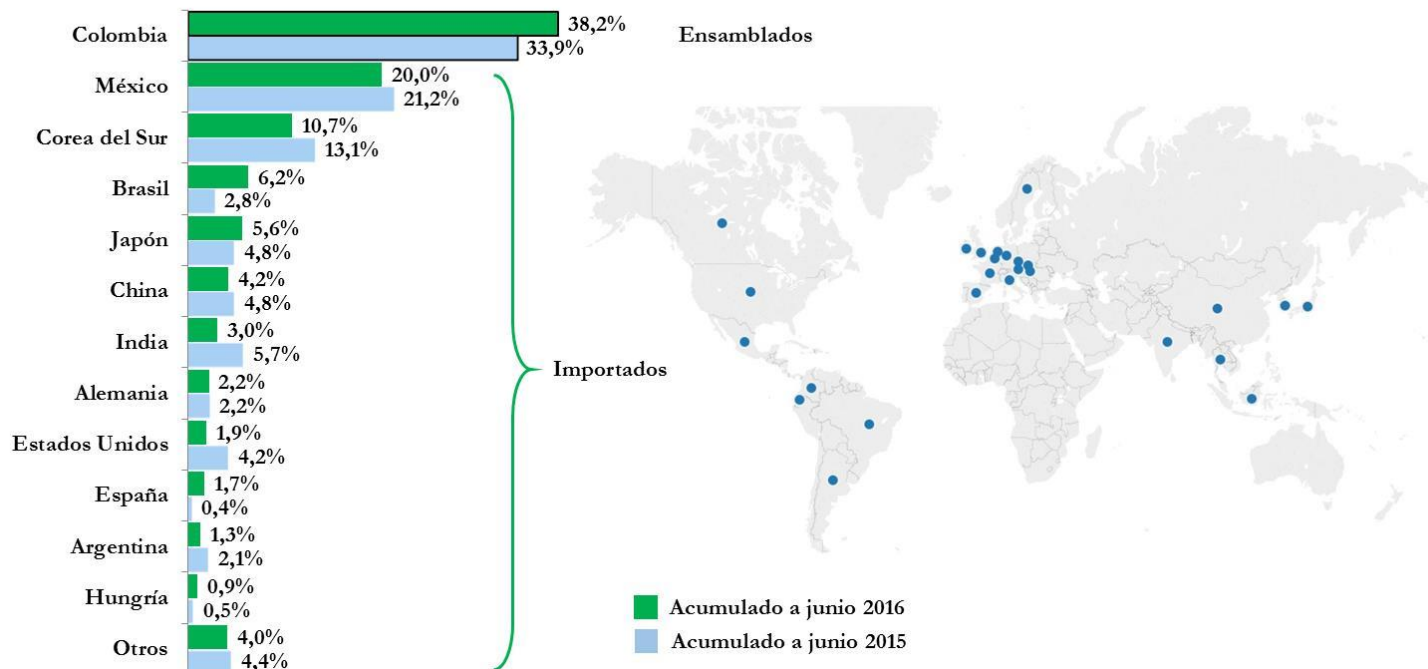 Colombia
38,2%
33,9%
Ensamblados
México
20,0%
21,2%
Corea del Sur
10,7%
13,1%
Brasil
6,2%
2,8%
Japón
5,6%
4,8%
China
4,2%
4,8%
India
3,0%
5,7%
Importados
Alemania
2,2%
2,2%
Estados Unidos
1,9%
4,2%
España
1,7%
0,4%
Argentina
1,3%
2,1%
Hungría
0,9%
0,5%
Otros
4,0%
4,4%
Acumulado a junio 2016
Acumulado a junio 2015